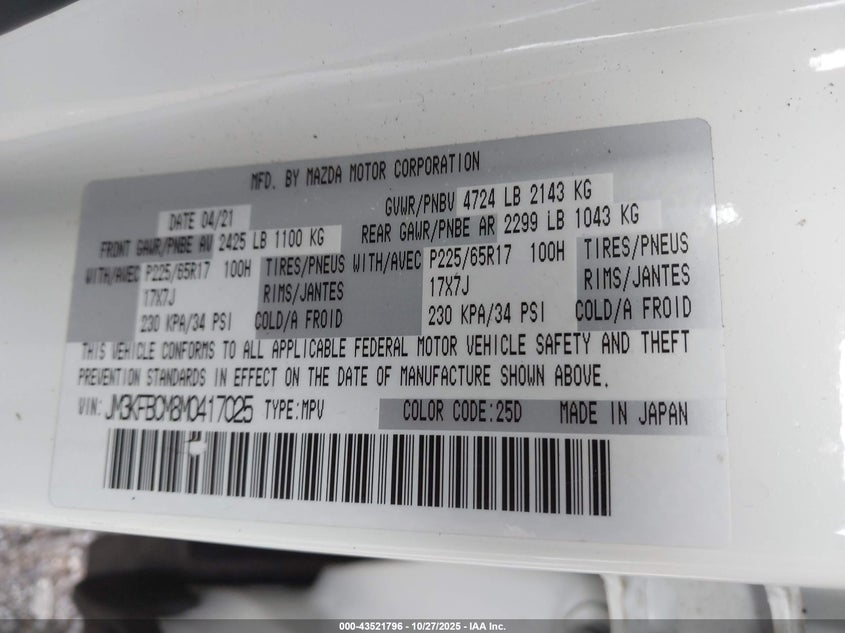 MFD. BY MAZDA MOTOR CORPORATION
DATE 04/21 GVWR/PNBV 4724 LB 2143 KG
FRONT GAWR/PNBE AV 2425 LB 1100 KG REAR GAWR/PNBE AR 2299 LB 1043 KG
WITH/AVEC P225/65R17 100H TIRES/PNEUS WITH/AVEC P225/65R17 100H TIRES/PNEUS
17X7J RIMS/JANTES 17X7J RIMS/JANTES
230 KPA/34 PSI COLD/A FROID 230 KPA/34 PSI COLD/A FROID
THIS VEHICLE CONFORMS TO ALL APPLICABLE FEDERAL MOTOR VEHICLE SAFETY AND THEFT
PREVENTION STANDARDS IN EFFECT ON THE DATE OF MANUFACTURE SHOWN ABOVE.
VIN: JM3KFBCM8M0417025 TYPE:MPV COLOR CODE:25D MADE IN JAPAN
000-43521796 - 10/27/2025 - IAA Inc.